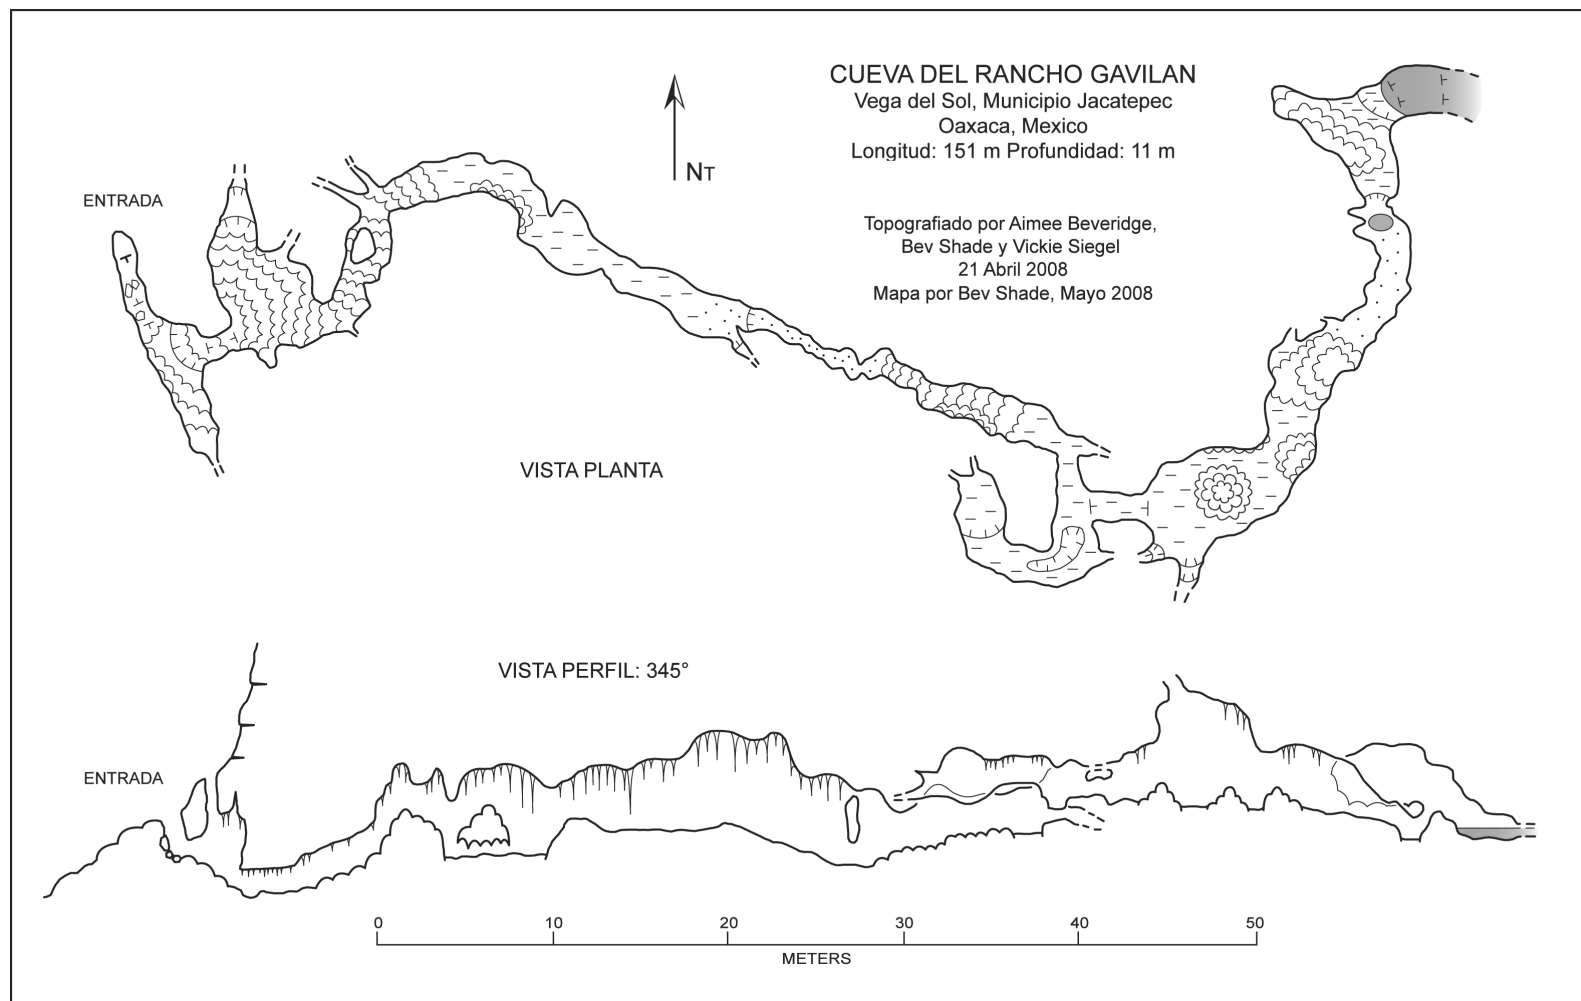 CUEVA DEL RANCHO GAVILAN
Vega del Sol, Municipio Jacatepec
Oaxaca, Mexico
Longitud: 151 m Profundidad: 11 m
NT
ENTRADA
Topografiado por Aimee Beveridge,
Bev Shade y Vickie Siegel
21 Abril 2008
Mapa por Bev Shade, Mayo 2008
VISTA PLANTA
VISTA PERFIL: 345°
ENTRADA
0 10 20 30 40 50
METERS